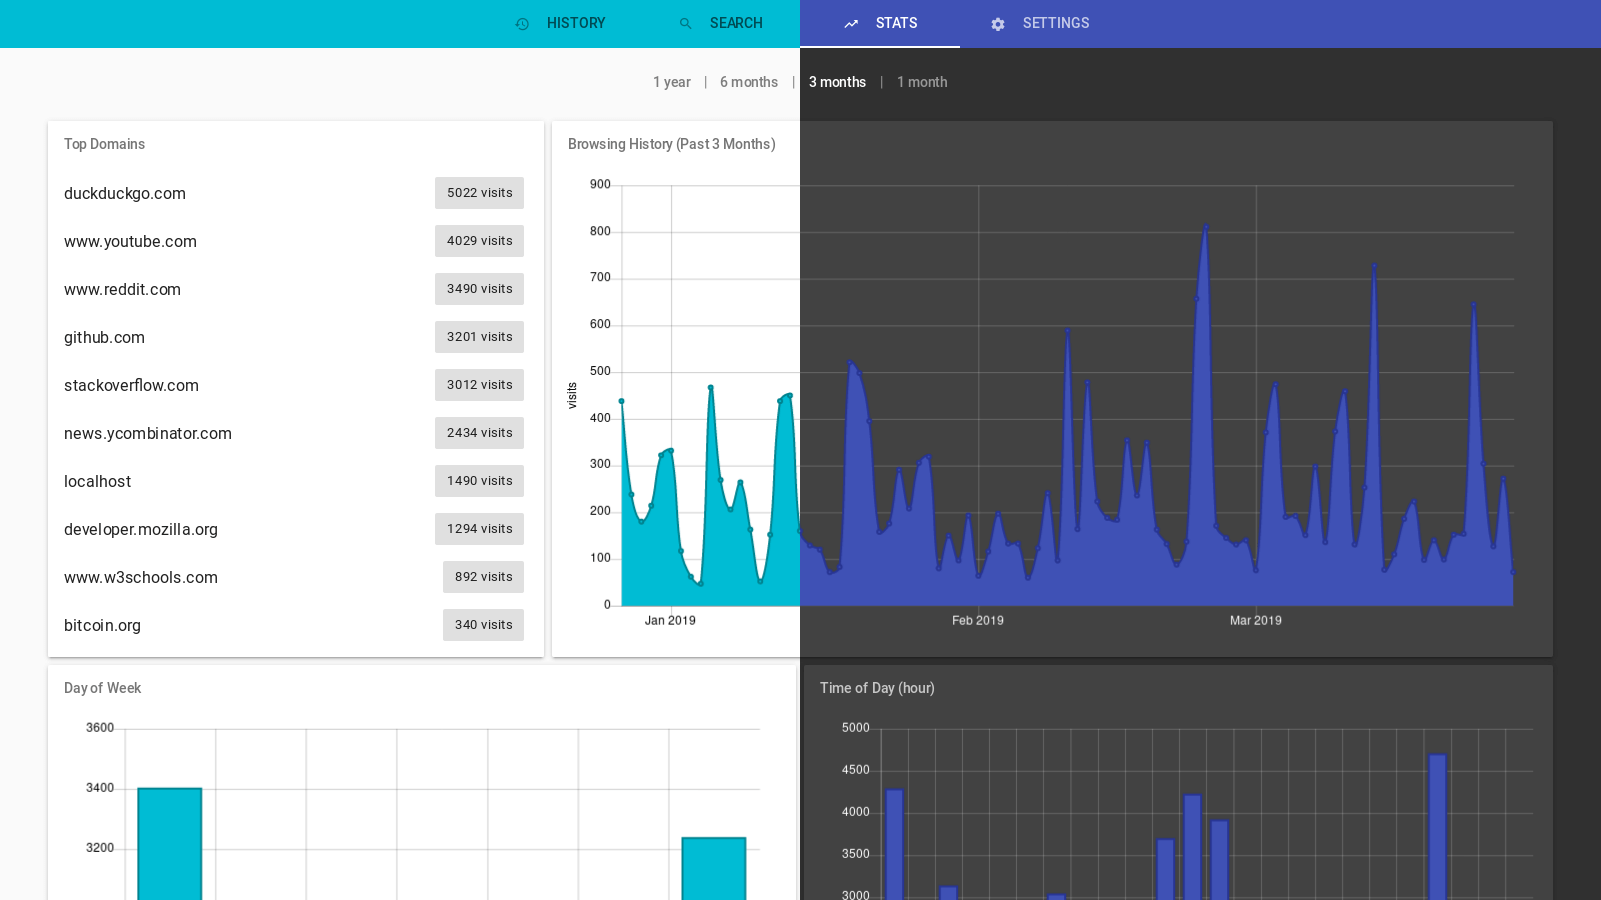 HISTORY SEARCH STATS SETTINGS
1 year | 6 months | 3 months | 1 month
Top Domains
duckduckgo.com 5022 visits
www.youtube.com 4029 visits
www.reddit.com 3490 visits
github.com 3201 visits
stackoverflow.com 3012 visits
news.ycombinator.com 2434 visits
localhost 1490 visits
developer.mozilla.org 1294 visits
www.w3schools.com 892 visits
bitcoin.org 340 visits
Browsing History (Past 3 Months)
900
800
700
600
500
400
300
200
100
0
visits
Jan 2019 Feb 2019 Mar 2019
Day of Week
3600
3400
3200
Time of Day (hour)
5000
4500
4000
3500
3000